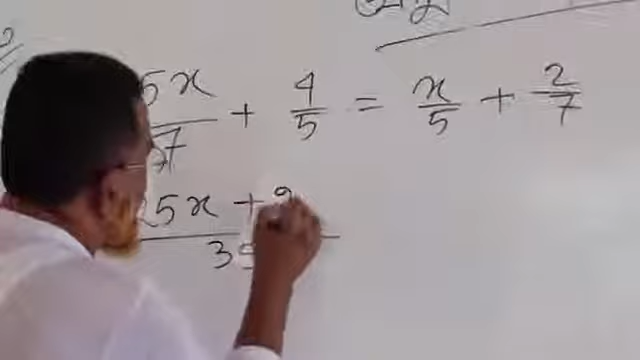 5x/7 + 4/5 = x/5 + 2/7
25x + 2
35